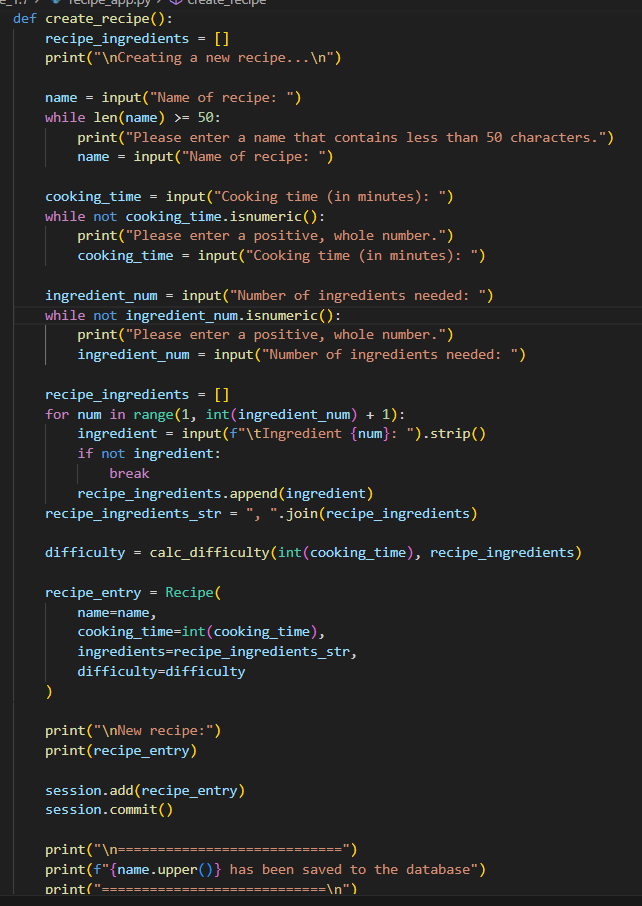 recipe_app.py > create_recipe
def create_recipe():
    recipe_ingredients = []
    print("\nCreating a new recipe...\n")
    name = input("Name of recipe: ")
    while len(name) >= 50:
        print("Please enter a name that contains less than 50 characters.")
        name = input("Name of recipe: ")
    cooking_time = input("Cooking time (in minutes): ")
    while not cooking_time.isnumeric():
        print("Please enter a positive, whole number.")
        cooking_time = input("Cooking time (in minutes): ")
    ingredient_num = input("Number of ingredients needed: ")
    while not ingredient_num.isnumeric():
        print("Please enter a positive, whole number.")
        ingredient_num = input("Number of ingredients needed: ")
    recipe_ingredients = []
    for num in range(1, int(ingredient_num) + 1):
        ingredient = input(f"\tIngredient {num}: ").strip()
        if not ingredient:
            break
        recipe_ingredients.append(ingredient)
    recipe_ingredients_str = ", ".join(recipe_ingredients)
    difficulty = calc_difficulty(int(cooking_time), recipe_ingredients)
    recipe_entry = Recipe(
        name=name,
        cooking_time=int(cooking_time),
        ingredients=recipe_ingredients_str,
        difficulty=difficulty
    )
    print("\nNew recipe:")
    print(recipe_entry)
    session.add(recipe_entry)
    session.commit()
    print("\n============================")
    print(f"{name.upper()} has been saved to the database")
    print("============================\n")